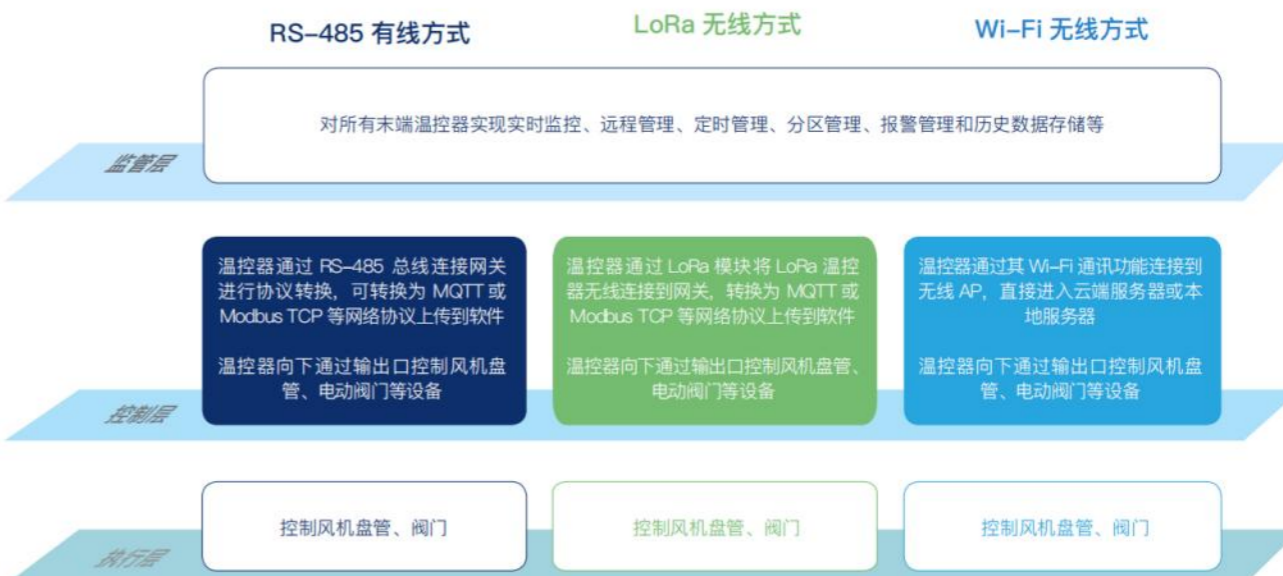 RS-485 有线方式
LoRa 无线方式
Wi-Fi 无线方式
对所有末端温控器实现实时监控、远程管理、定时管理、分区管理、报警管理和历史数据存储等
监管层
温控器通过 RS-485 总线连接网关
进行协议转换，可转换为 MQTT 或
Modbus TCP 等网络协议上传到软件
温控器向下通过输出口控制风机盘
管、电动阀门等设备
温控器通过 LoRa 模块将 LoRa 温控
器无线连接到网关，转换为 MQTT 或
Modbus TCP 等网络协议上传到软件
温控器向下通过输出口控制风机盘管、
电动阀门等设备
温控器通过其 Wi-Fi 通讯功能连接到
无线 AP，直接进入云端服务器或本
地服务器
温控器向下通过输出口控制风机盘
管、电动阀门等设备
控制层
控制风机盘管、阀门
控制风机盘管、阀门
控制风机盘管、阀门
执行层